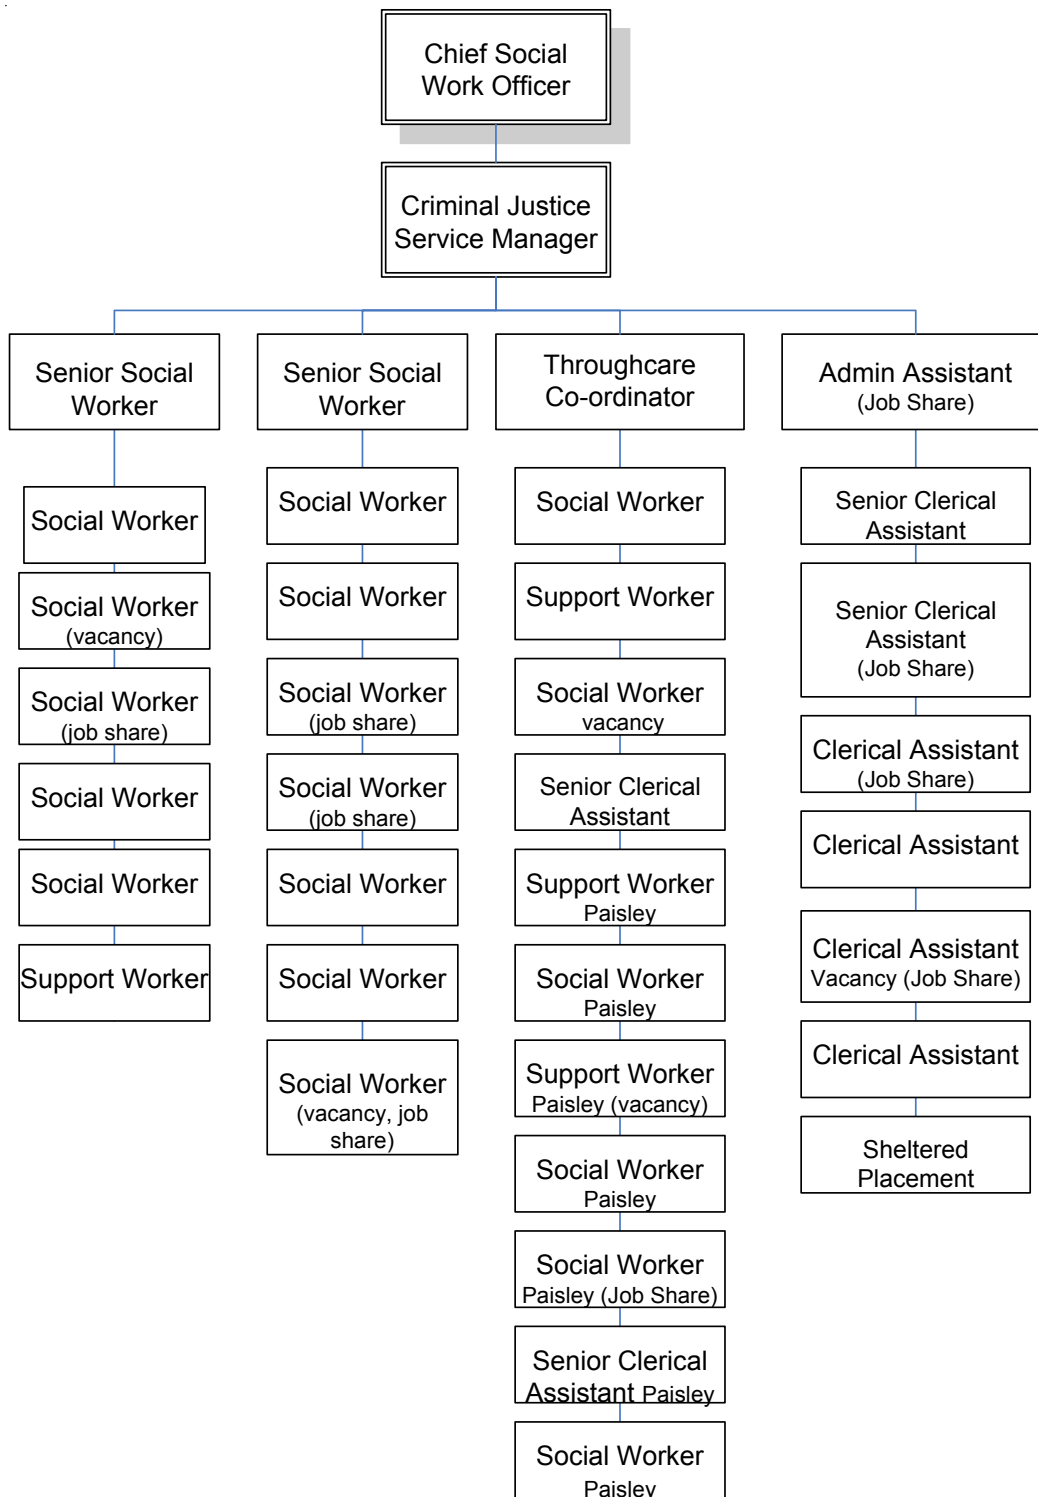 Chief Social
Work Officer
Criminal Justice
Service Manager
Senior Social
Worker
Social Worker
Social Worker
(vacancy)
Social Worker
(job share)
Social Worker
Social Worker
Support Worker
Senior Social
Worker
Social Worker
Social Worker
Social Worker
(job share)
Social Worker
(job share)
Social Worker
Social Worker
Social Worker
(vacancy, job
share)
Throughcare
Co-ordinator
Social Worker
Support Worker
Social Worker
vacancy
Senior Clerical
Assistant
Support Worker
Paisley
Social Worker
Paisley
Support Worker
Paisley (vacancy)
Social Worker
Paisley
Social Worker
Paisley (Job Share)
Senior Clerical
Assistant Paisley
Social Worker
Paisley
Admin Assistant
(Job Share)
Senior Clerical
Assistant
Senior Clerical
Assistant
(Job Share)
Clerical Assistant
(Job Share)
Clerical Assistant
Clerical Assistant
Vacancy (Job Share)
Clerical Assistant
Sheltered
Placement